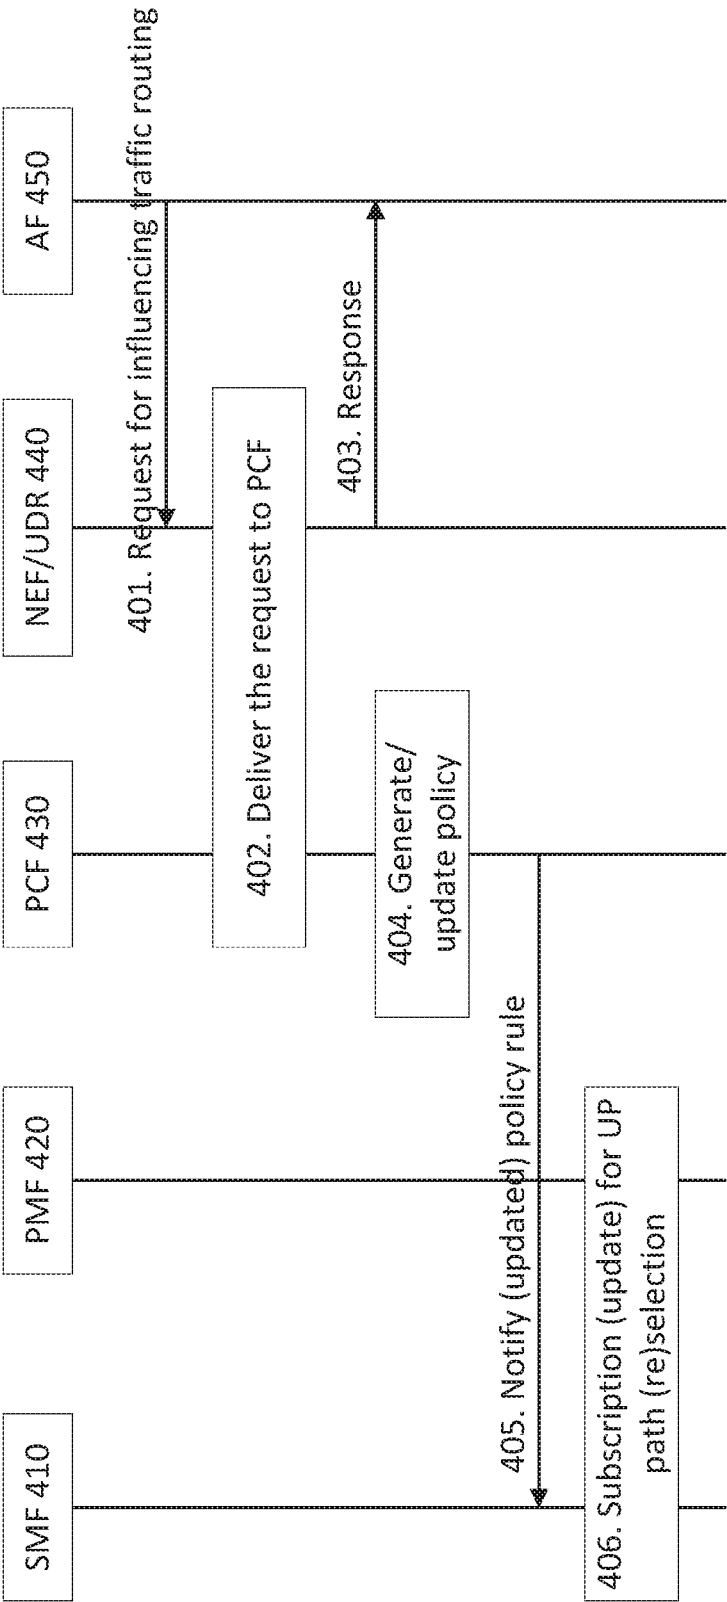 SMF 410
PMF 420
PCF 430
NEF/UDR 440
AF 450
401. Request for influencing traffic routing
402. Deliver the request to PCF
403. Response
404. Generate/
update policy
405. Notify (updated) policy rule
406. Subscription (update) for UP
path (re)selection